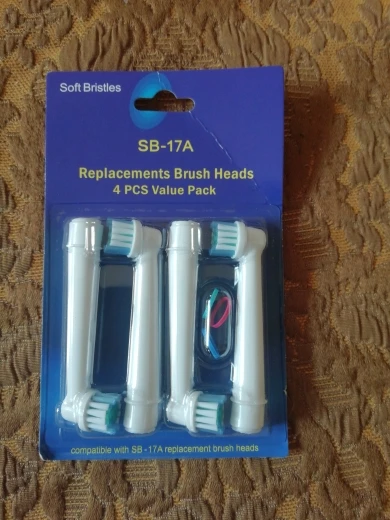 Soft Bristles
SB-17A
Replacements Brush Heads
4 PCS Value Pack
compatible with SB -17A replacement brush heads